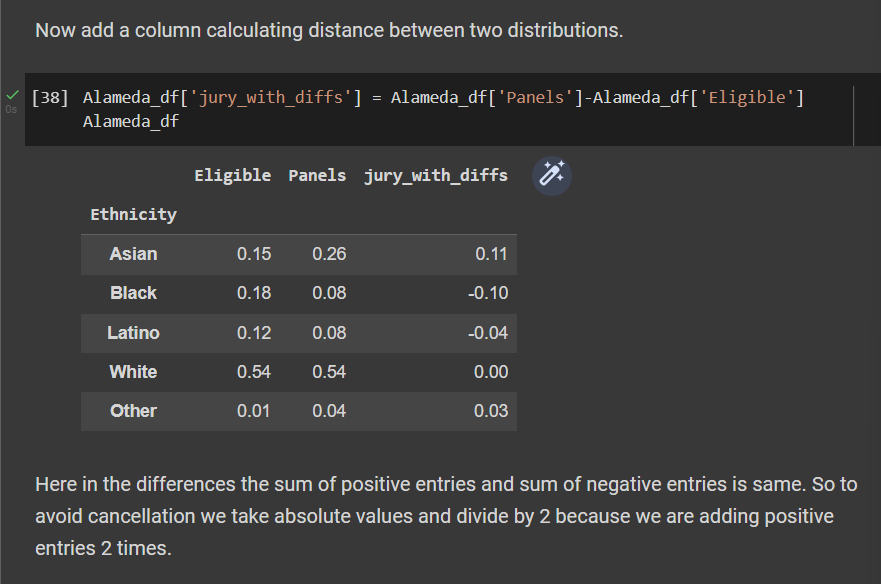 Now add a column calculating distance between two distributions.
[38] Alameda_df['jury_with_diffs'] = Alameda_df['Panels']-Alameda_df['Eligible']
0s
Alameda_df
Eligible Panels jury_with_diffs
Ethnicity
Asian 0.15 0.26 0.11
Black 0.18 0.08 -0.10
Latino 0.12 0.08 -0.04
White 0.54 0.54 0.00
Other 0.01 0.04 0.03
Here in the differences the sum of positive entries and sum of negative entries is same. So to
avoid cancellation we take absolute values and divide by 2 because we are adding positive
entries 2 times.